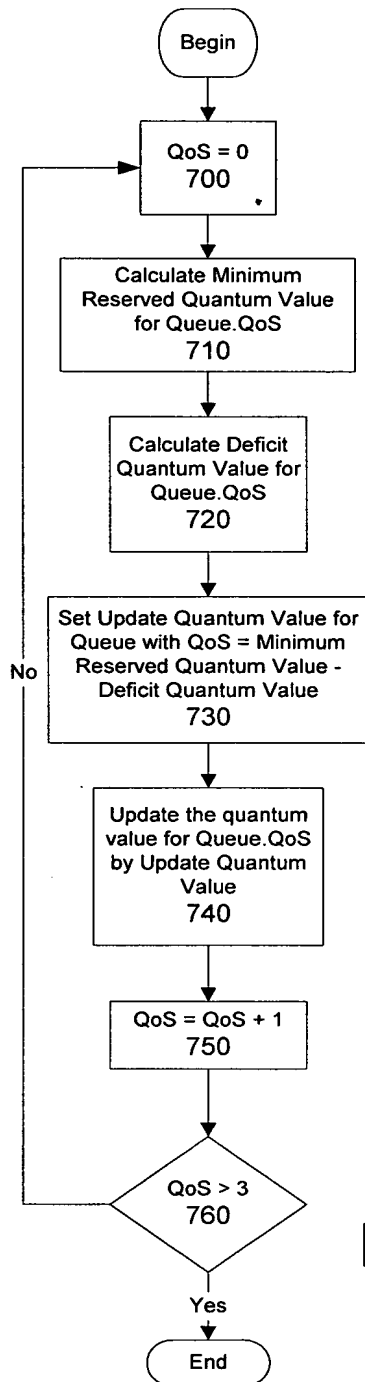 Begin
QoS = 0
700
Calculate Minimum
Reserved Quantum Value
for Queue.QoS
710
Calculate Deficit
Quantum Value for
Queue.QoS
720
Set Update Quantum Value for
Queue with QoS = Minimum
Reserved Quantum Value -
Deficit Quantum Value
730
No
Update the quantum
value for Queue.QoS
by Update Quantum
Value
740
QoS = QoS + 1
750
QoS > 3
760
Yes
End